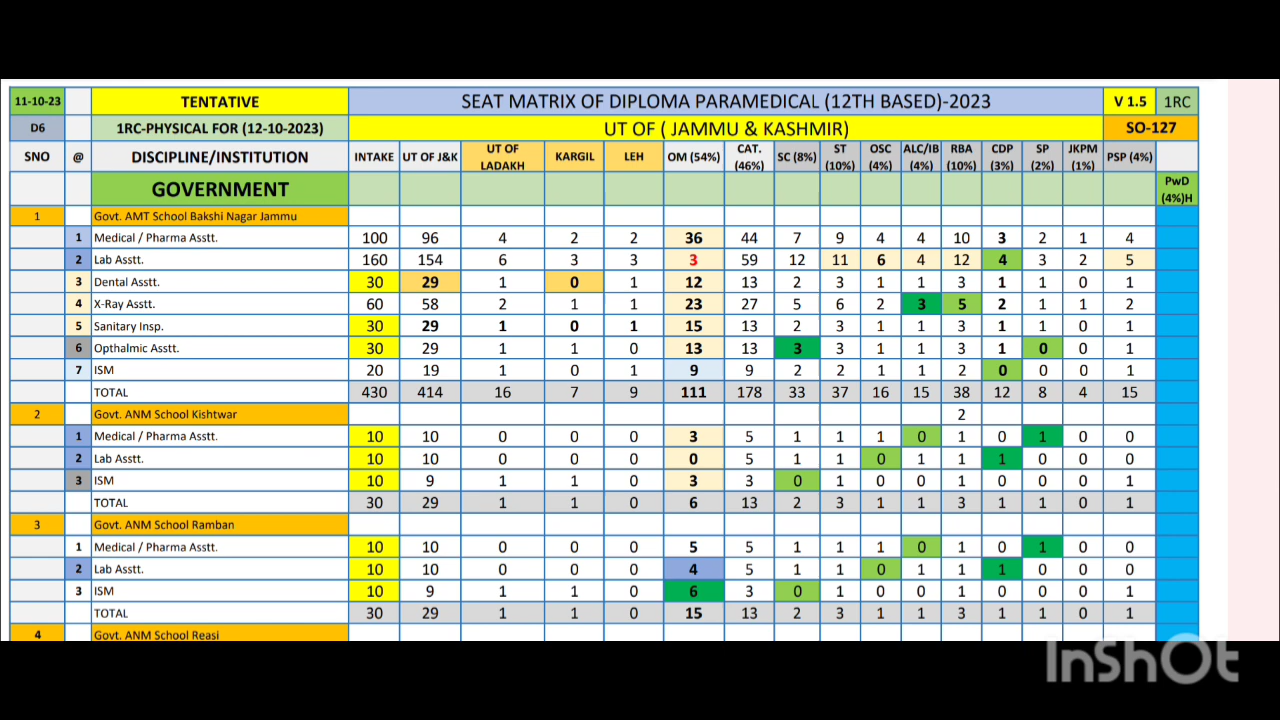 11-10-23 TENTATIVE SEAT MATRIX OF DIPLOMA PARAMEDICAL (12TH BASED)-2023 V 1.5 1RC
D6 1RC-PHYSICAL FOR (12-10-2023) UT OF ( JAMMU & KASHMIR) SO-127
SNO @ DISCIPLINE/INSTITUTION INTAKE UT OF J&K UT OF LADAKH KARGIL LEH OM (54%) CAT. (46%) SC (8%) ST (10%) OSC (4%) ALC/IB (4%) RBA (10%) CDP (3%) SP (2%) JKPM (1%) PSP (4%)
GOVERNMENT PwD (4%)H
1 Govt. AMT School Bakshi Nagar Jammu
1 Medical / Pharma Asstt. 100 96 4 2 2 36 44 7 9 4 4 10 3 2 1 4
2 Lab Asstt. 160 154 6 3 3 3 59 12 11 6 4 12 4 3 2 5
3 Dental Asstt. 30 29 1 0 1 12 13 2 3 1 1 3 1 1 0 1
4 X-Ray Asstt. 60 58 2 1 1 23 27 5 6 2 3 5 2 1 1 2
5 Sanitary Insp. 30 29 1 0 1 15 13 2 3 1 1 3 1 1 0 1
6 Opthalmic Asstt. 30 29 1 1 0 13 13 3 3 1 1 3 1 0 0 1
7 ISM 20 19 1 0 1 9 9 2 2 1 1 2 0 0 0 1
TOTAL 430 414 16 7 9 111 178 33 37 16 15 38 12 8 4 15
2 Govt. ANM School Kishtwar 2
1 Medical / Pharma Asstt. 10 10 0 0 0 3 5 1 1 1 0 1 0 1 0 0
2 Lab Asstt. 10 10 0 0 0 0 5 1 1 0 1 1 1 0 0 0
3 ISM 10 9 1 1 0 3 3 0 1 0 0 1 0 0 0 1
TOTAL 30 29 1 1 0 6 13 2 3 1 1 3 1 1 0 1
3 Govt. ANM School Ramban
1 Medical / Pharma Asstt. 10 10 0 0 0 5 5 1 1 1 0 1 0 1 0 0
2 Lab Asstt. 10 10 0 0 0 4 5 1 1 0 1 1 1 0 0 0
3 ISM 10 9 1 1 0 6 3 0 1 0 0 1 0 0 0 1
TOTAL 30 29 1 1 0 15 13 2 3 1 1 3 1 1 0 1
4 Govt. ANM School Reasi
InShOt